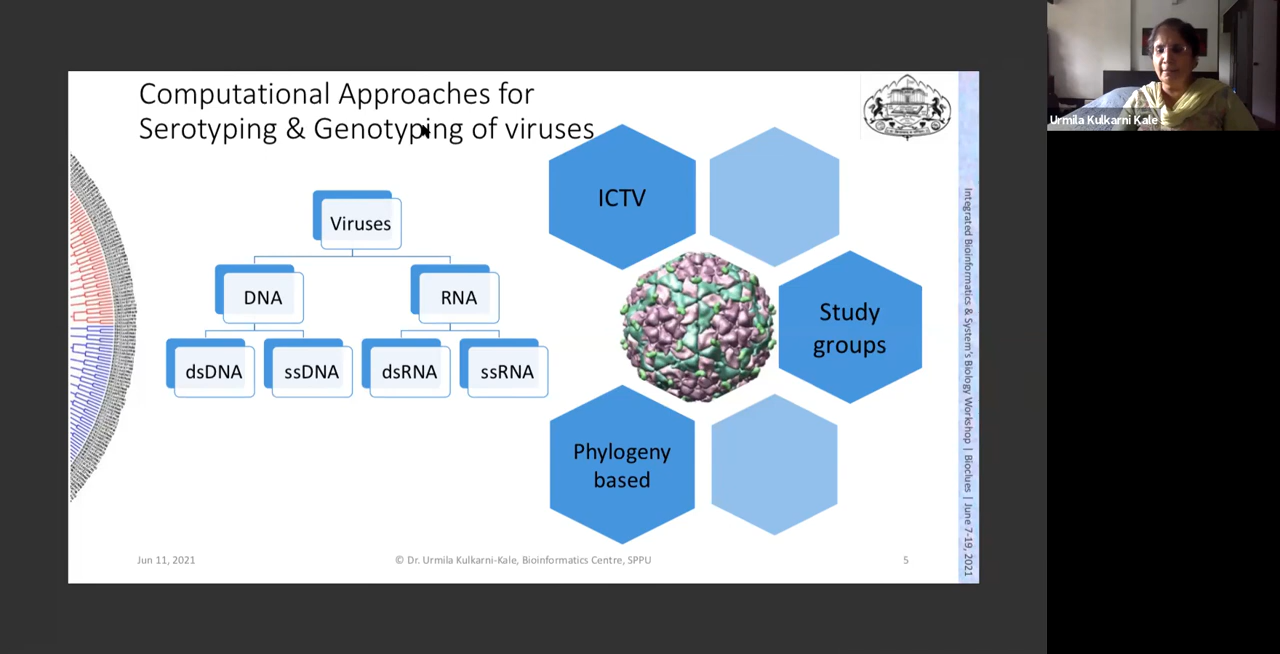 Computational Approaches for
Serotyping & Genotyping of viruses
Viruses
DNA
RNA
dsDNA
ssDNA
dsRNA
ssRNA
ICTV
Study
groups
Phylogeny
based
Jun 11, 2021
© Dr. Urmila Kulkarni-Kale, Bioinformatics Centre, SPPU
5
Integrated Bioinformatics & System's Biology Workshop | Bioclues | June 7-19, 2021
Urmila Kulkarni Kale